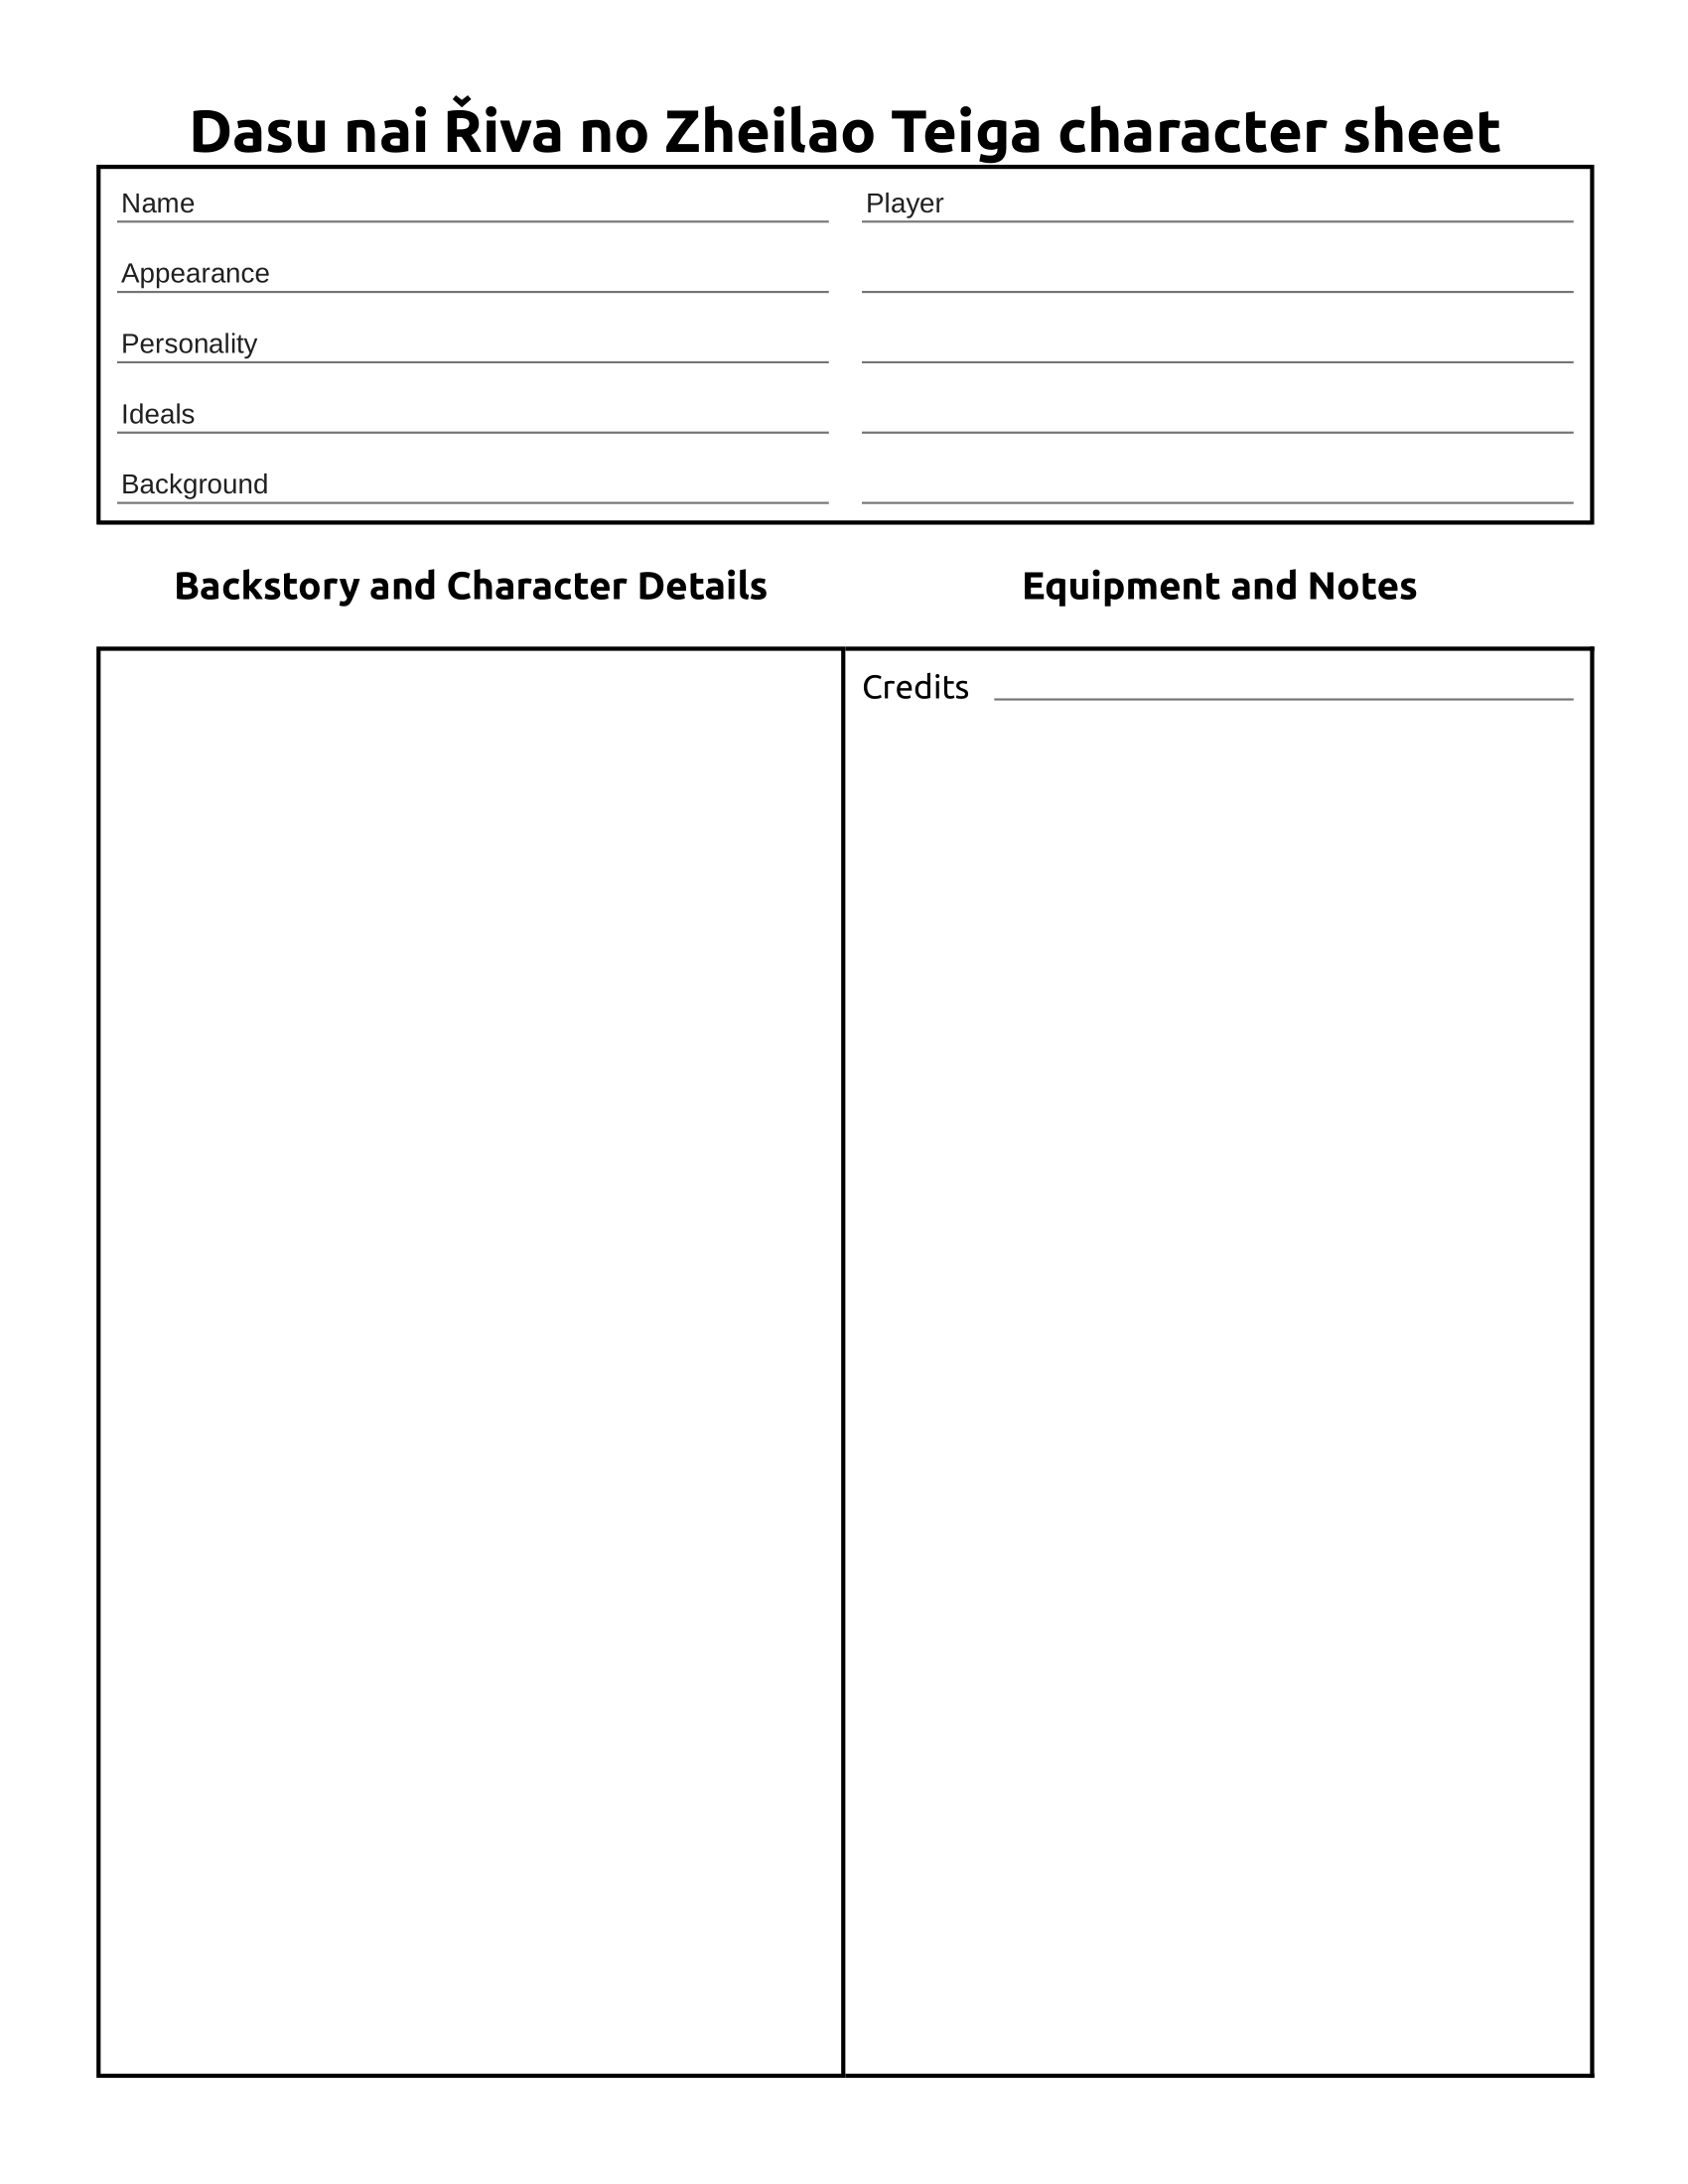 Dasu nai Řiva no Zheilao Teiga character sheet
Name
Player
Appearance
Personality
Ideals
Background
Backstory and Character Details
Equipment and Notes
Credits